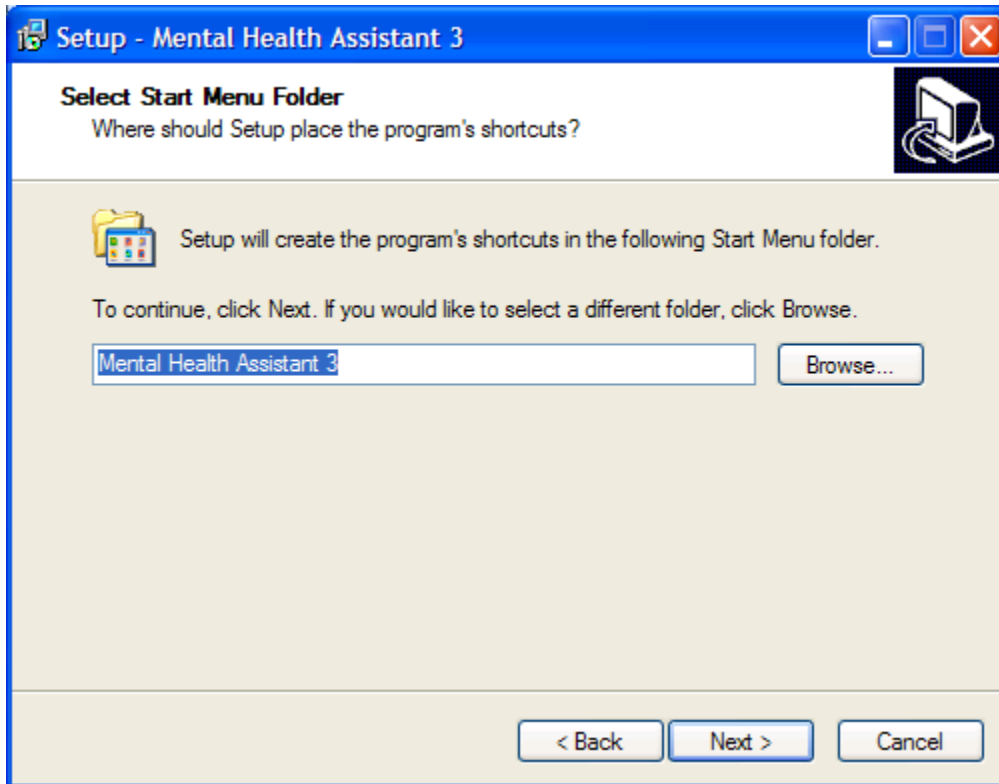 Setup - Mental Health Assistant 3
Select Start Menu Folder
Where should Setup place the program's shortcuts?
Setup will create the program's shortcuts in the following Start Menu folder.
To continue, click Next. If you would like to select a different folder, click Browse.
Mental Health Assistant 3
Browse...
< Back
Next >
Cancel